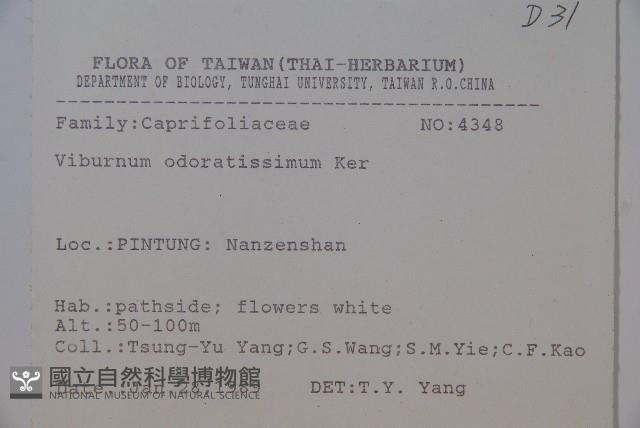 D 31
FLORA OF TAIWAN(THAI-HERBARIUM)
DEPARTMENT OF BIOLOGY, TUNGHAI UNIVERSITY, TAIWAN R.O.CHINA
Family:Caprifoliaceae NO:4348
Viburnum odoratissimum Ker
Loc.:PINTUNG: Nanzenshan
Hab.:pathside; flowers white
Alt.:50-100m
Coll.:Tsung-Yu Yang;G.S.Wang;S.M.Yie;C.F.Kao
國立自然科學博物館
Date DET:T.Y. Yang
NATIONAL MUSEUM OF NATURAL SCIENCE